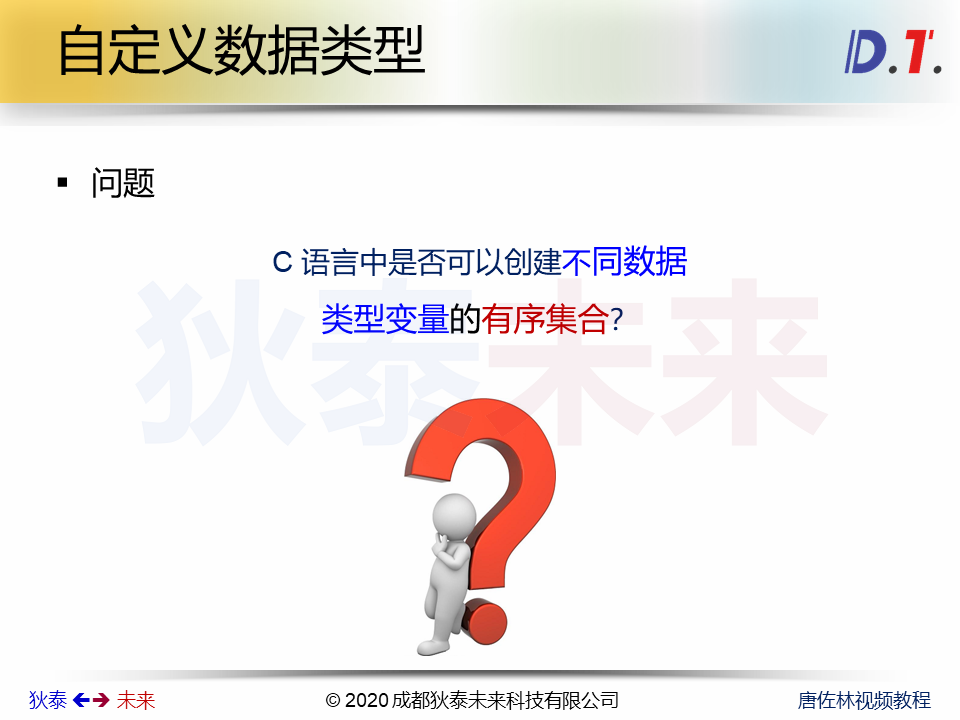 自定义数据类型
D.T.
问题
C 语言中是否可以创建不同数据
类型变量的有序集合?
狄泰未来
狄泰 未来
© 2020 成都狄泰未来科技有限公司
唐佐林视频教程